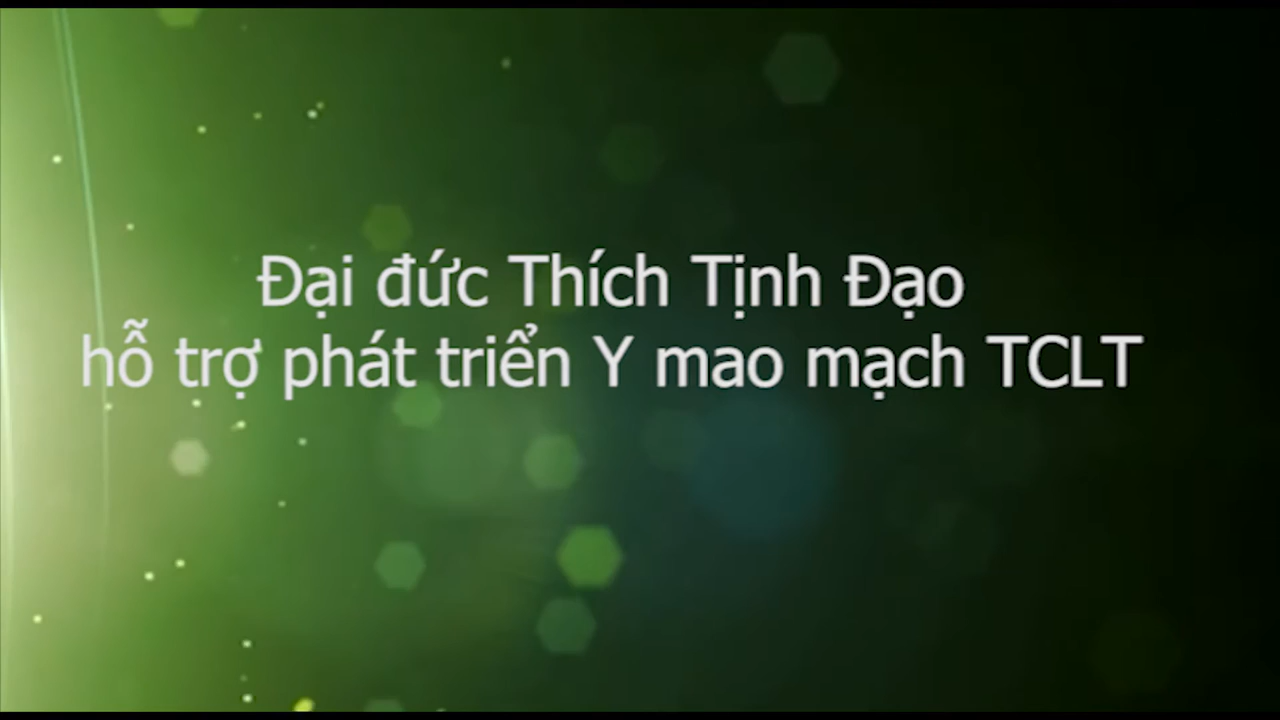 Đại đức Thích Tịnh Đạo
hỗ trợ phát triển Y mao mạch TCLT